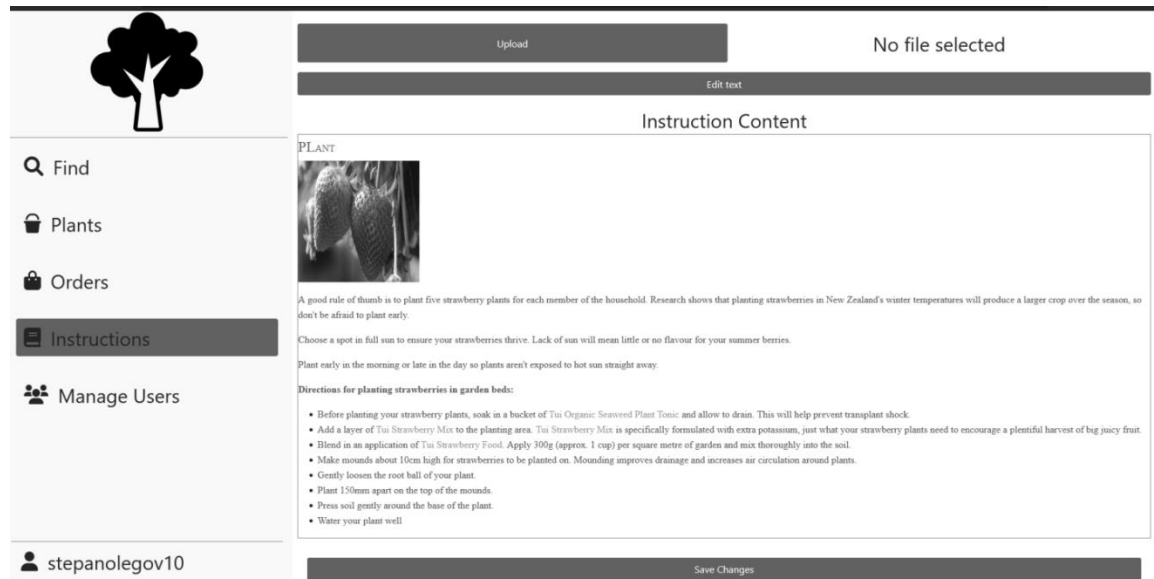 Upload
No file selected
Edit text
Find
Plants
Orders
Instructions
Manage Users
stepanolegov10
Instruction Content
PLANT
A good rule of thumb is to plant five strawberry plants for each member of the household. Research shows that planting strawberries in New Zealand's winter temperatures will produce a larger crop over the season, so
don't be afraid to plant early.
Choose a spot in full sun to ensure your strawberries thrive. Lack of sun will mean little or no flavour for your summer berries.
Plant early in the morning or late in the day so plants aren't exposed to hot sun straight away.
Directions for planting strawberries in garden beds:
• Before planting your strawberry plants, soak in a bucket of Tui Organic Seaweed Plant Tonic and allow to drain. This will help prevent transplant shock.
• Add a layer of Tui Strawberry Mix to the planting area. Tui Strawberry Mix is specifically formulated with extra potassium, just what your strawberry plants need to encourage a plentiful harvest of big juicy fruit.
• Blend in an application of Tui Strawberry Food. Apply 300g (approx. 1 cup) per square metre of garden and mix thoroughly into the soil.
• Make mounds about 10cm high for strawberries to be planted on. Mounding improves drainage and increases air circulation around plants.
• Gently loosen the root ball of your plant.
• Plant 150mm apart on the top of the mounds.
• Press soil gently around the base of the plant.
• Water your plant well
Save Changes